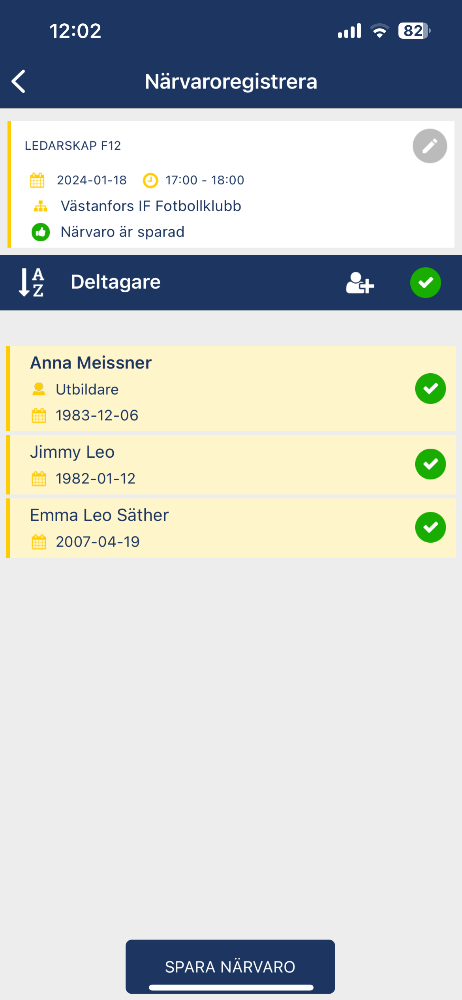 12:02
82
Närvaroregistrera
LEDARSKAP F12
2024-01-18 17:00 - 18:00
Västanfors IF Fotbollklubb
Närvaro är sparad
A
Z
Deltagare
Anna Meissner
Utbildare
1983-12-06
Jimmy Leo
1982-01-12
Emma Leo Säther
2007-04-19
SPARA NÄRVARO